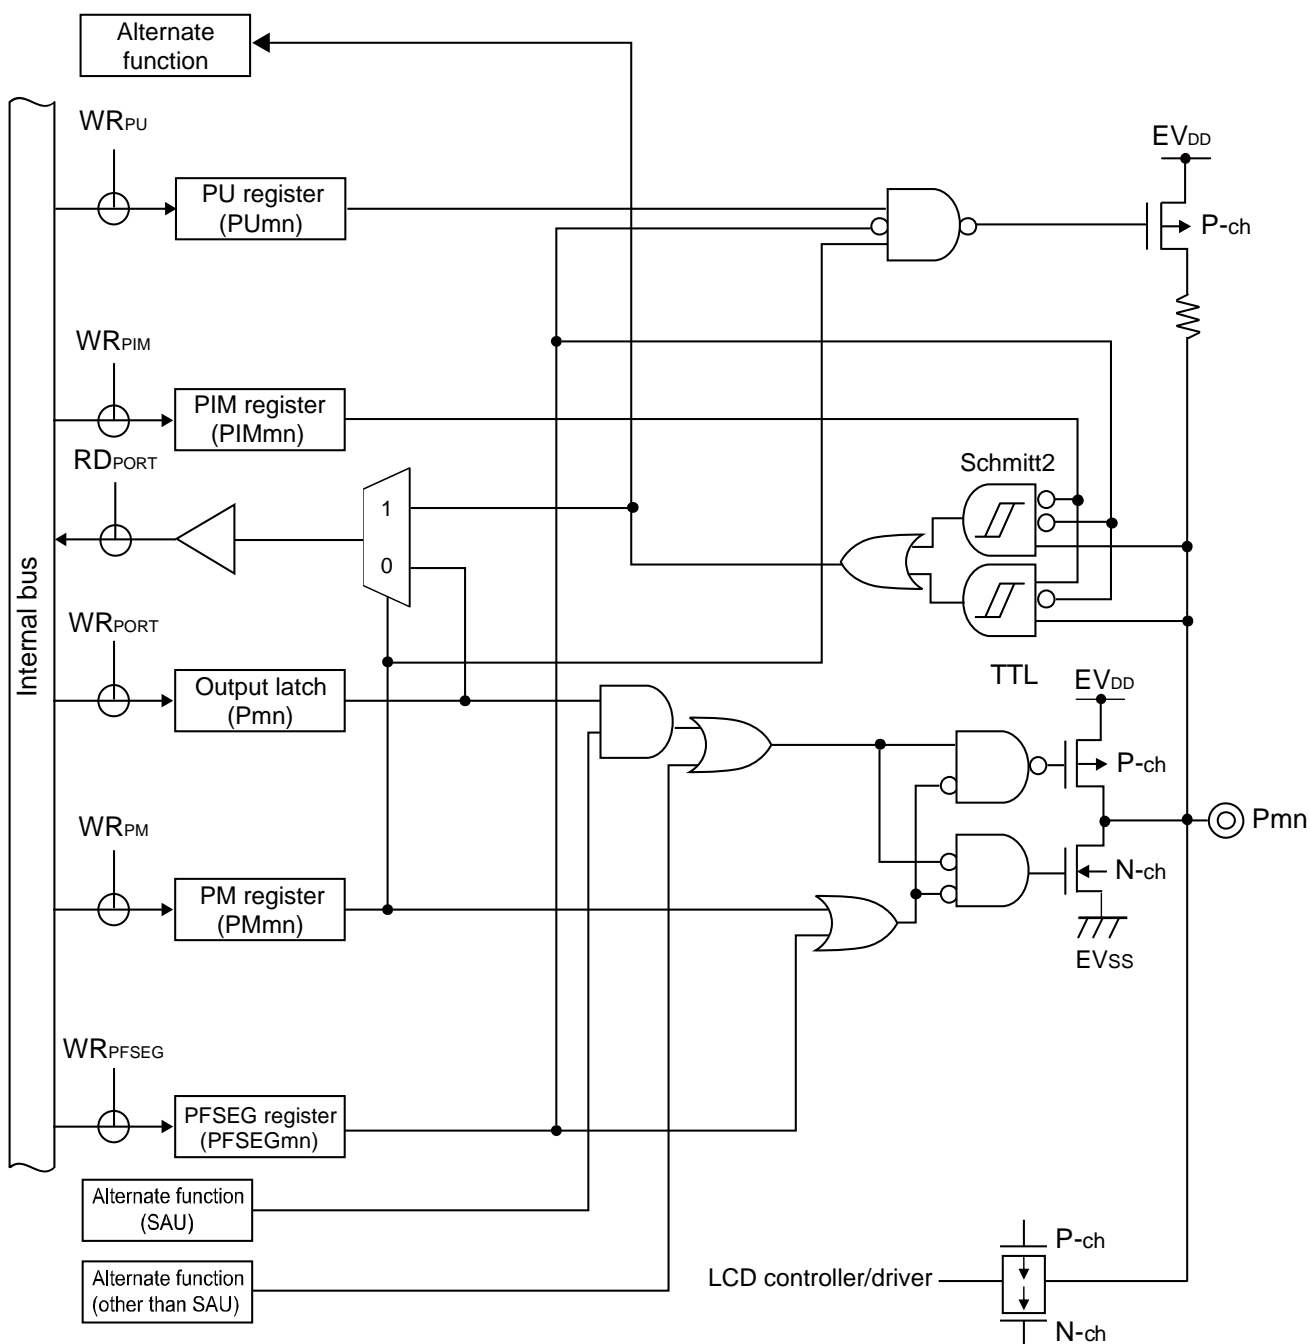 Alternate
function
WRPU
EVDD
PU register
(PUmn)
P-ch
WRPIM
PIM register
(PIMmn)
RDPORT
Schmitt2
1
0
Internal bus
WRPORT
Output latch
(Pmn)
TTL
EVDD
P-ch
Pmn
WRPM
N-ch
PM register
(PMmn)
EVSS
WRPFSEG
PFSEG register
(PFSEGmn)
Alternate function
(SAU)
P-ch
Alternate function
(other than SAU)
LCD controller/driver
N-ch